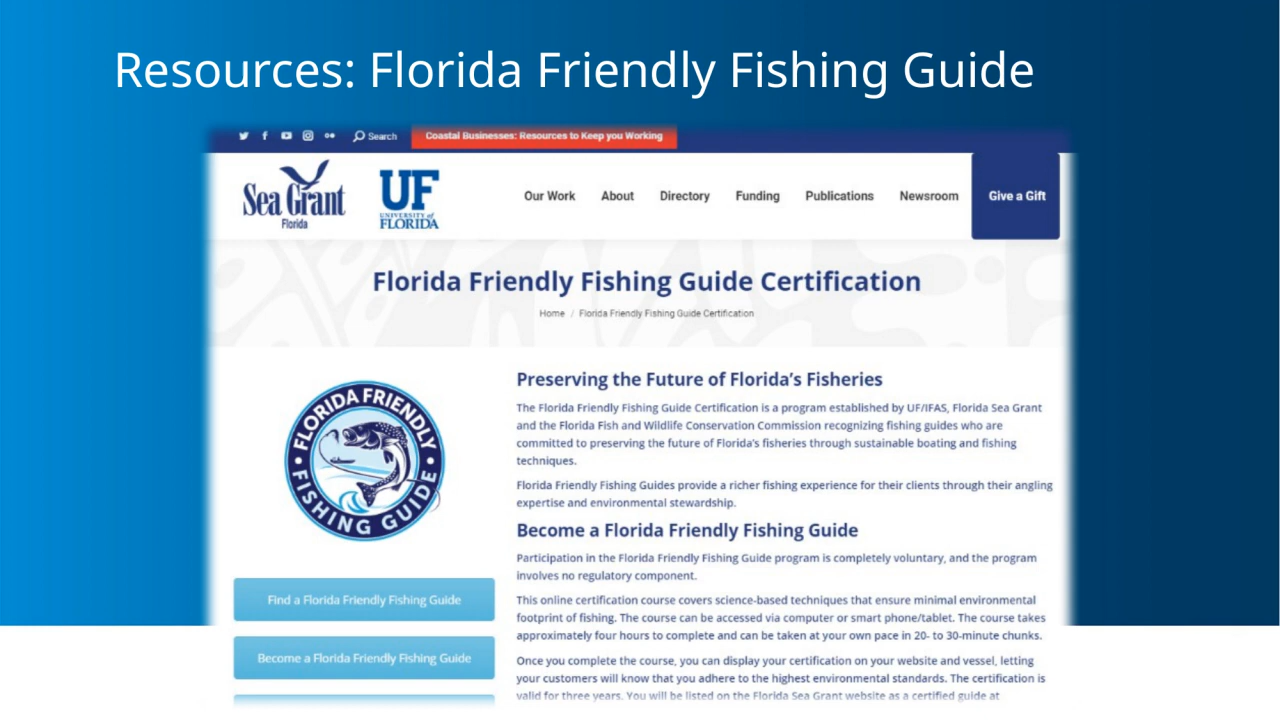 Resources: Florida Friendly Fishing Guide
Search
Coastal Businesses: Resources to Keep you Working
Sea Grant
Florida
UF
UNIVERSITY of
FLORIDA
Our Work
About
Directory
Funding
Publications
Newsroom
Give a Gift
Florida Friendly Fishing Guide Certification
Home / Florida Friendly Fishing Guide Certification
FLORIDA FRIENDLY
• FISHING GUIDE •
Find a Florida Friendly Fishing Guide
Become a Florida Friendly Fishing Guide
Preserving the Future of Florida's Fisheries
The Florida Friendly Fishing Guide Certification is a program established by UF/IFAS, Florida Sea Grant
and the Florida Fish and Wildlife Conservation Commission recognizing fishing guides who are
committed to preserving the future of Florida's fisheries through sustainable boating and fishing
techniques.
Florida Friendly Fishing Guides provide a richer fishing experience for their clients through their angling
expertise and environmental stewardship.
Become a Florida Friendly Fishing Guide
Participation in the Florida Friendly Fishing Guide program is completely voluntary, and the program
involves no regulatory component.
This online certification course covers science-based techniques that ensure minimal environmental
footprint of fishing. The course can be accessed via computer or smart phone/tablet. The course takes
approximately four hours to complete and can be taken at your own pace in 20- to 30-minute chunks.
Once you complete the course, you can display your certification on your website and vessel, letting
your customers will know that you adhere to the highest environmental standards. The certification is
valid for three years. You will be listed on the Florida Sea Grant website as a certified guide at